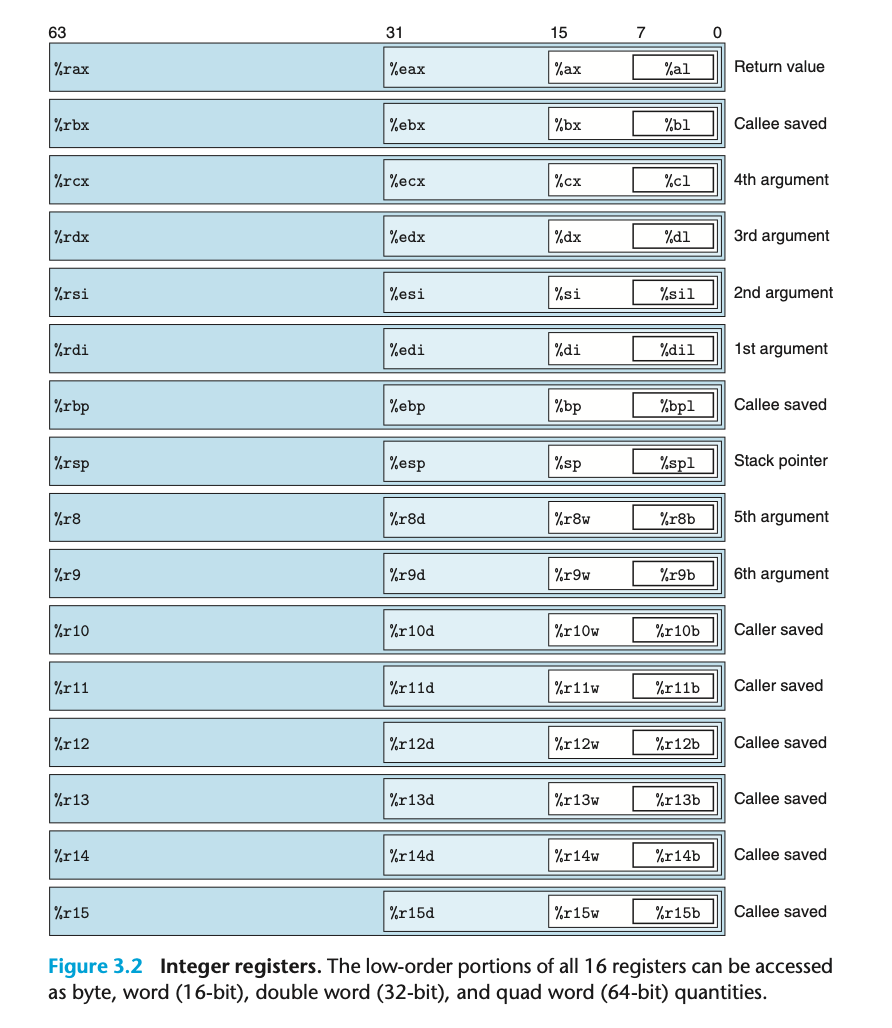 63 31 15 7 0
%rax %eax %ax %al Return value
%rbx %ebx %bx %bl Callee saved
%rcx %ecx %cx %cl 4th argument
%rdx %edx %dx %dl 3rd argument
%rsi %esi %si %sil 2nd argument
%rdi %edi %di %dil 1st argument
%rbp %ebp %bp %bpl Callee saved
%rsp %esp %sp %spl Stack pointer
%r8 %r8d %r8w %r8b 5th argument
%r9 %r9d %r9w %r9b 6th argument
%r10 %r10d %r10w %r10b Caller saved
%r11 %r11d %r11w %r11b Caller saved
%r12 %r12d %r12w %r12b Callee saved
%r13 %r13d %r13w %r13b Callee saved
%r14 %r14d %r14w %r14b Callee saved
%r15 %r15d %r15w %r15b Callee saved
Figure 3.2 Integer registers. The low-order portions of all 16 registers can be accessed
as byte, word (16-bit), double word (32-bit), and quad word (64-bit) quantities.